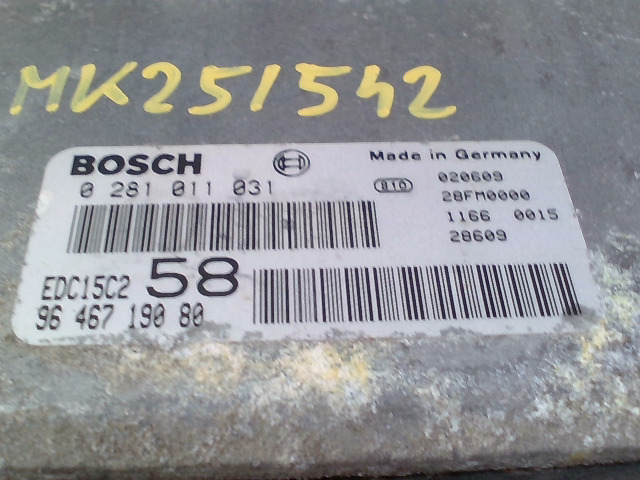 MK251542
BOSCH
0 281 011 031
Made in Germany
B10
020609
28FM0000
1166 0015
28609
EDC15C2 58
96 467 190 80